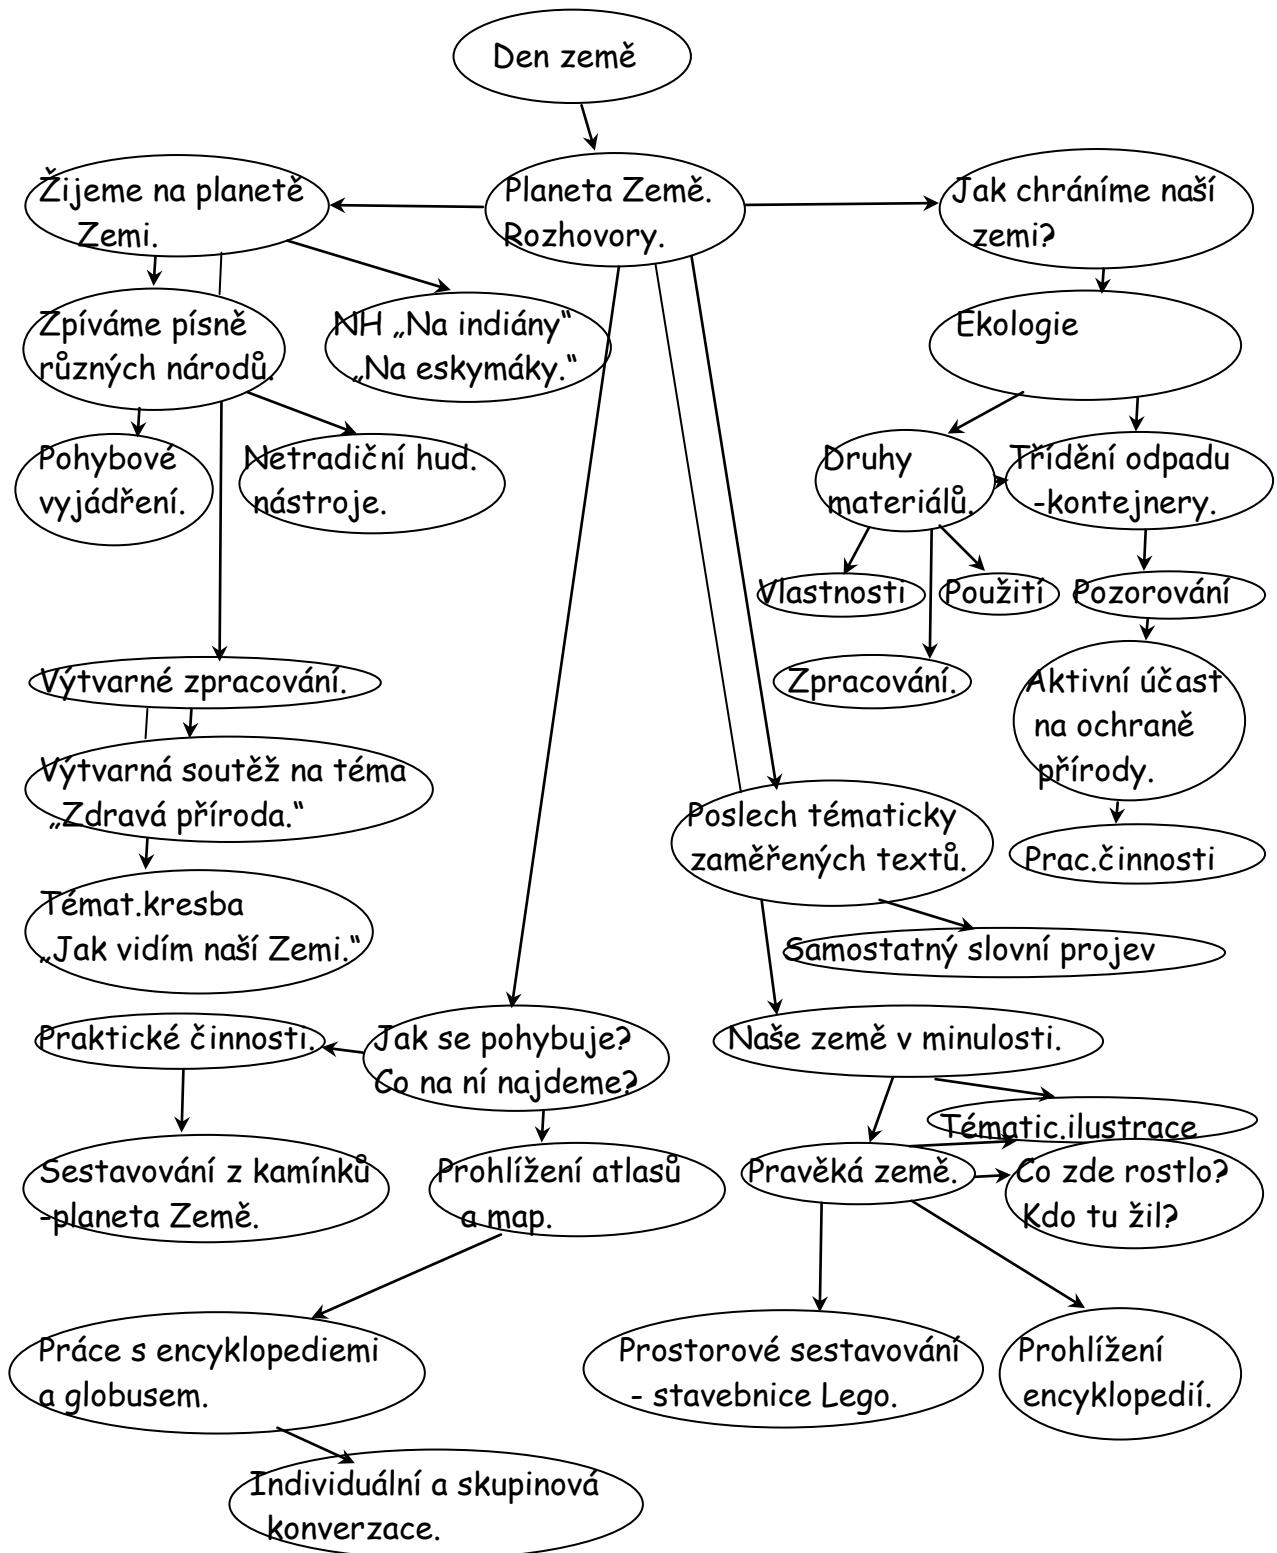 Den země
Žijeme na planetě
Zemi.
Planeta Země.
Rozhovory.
Jak chráníme naší
zemi?
Zpíváme písně
různých národů.
NH „Na indiány“
„Na eskymáky.“
Ekologie
Pohybové
vyjádření.
Netradiční hud.
nástroje.
Druhy
materiálů.
Třídění odpadu
-kontejnery.
Vlastnosti
Použití
Pozorování
Výtvarné zpracování.
Zpracování.
Aktivní účast
na ochraně
přírody.
Výtvarná soutěž na téma
„Zdravá příroda.“
Poslech tématicky
zaměřených textů.
Prac.činnosti
Témat.kresba
„Jak vidím naší Zemi.“
Samostatný slovní projev
Praktické činnosti.
Jak se pohybuje?
Co na ní najdeme?
Naše země v minulosti.
Tématic.ilustrace
Sestavování z kamínků
-planeta Země.
Prohlížení atlasů
a map.
Pravěká země.
Co zde rostlo?
Kdo tu žil?
Práce s encyklopediemi
a globusem.
Prostorové sestavování
- stavebnice Lego.
Prohlížení
encyklopedií.
Individuální a skupinová
konverzace.